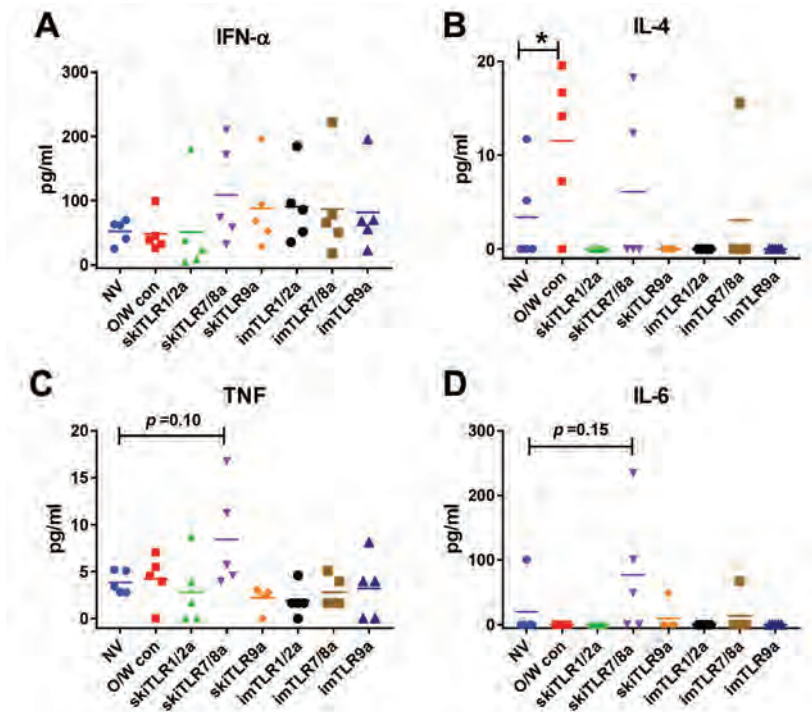 A
IFN-α
pg/ml
300
200
100
0
NV
O/W con
skiTLR1/2a
skiTLR7/8a
skiTLR9a
imTLR1/2a
imTLR7/8a
imTLR9a
B
IL-4
*
pg/ml
20
10
0
NV
O/W con
skiTLR1/2a
skiTLR7/8a
skiTLR9a
imTLR1/2a
imTLR7/8a
imTLR9a
C
TNF
p=0.10
pg/ml
20
15
10
5
0
NV
O/W con
skiTLR1/2a
skiTLR7/8a
skiTLR9a
imTLR1/2a
imTLR7/8a
imTLR9a
D
IL-6
p=0.15
pg/ml
300
200
100
0
NV
O/W con
skiTLR1/2a
skiTLR7/8a
skiTLR9a
imTLR1/2a
imTLR7/8a
imTLR9a